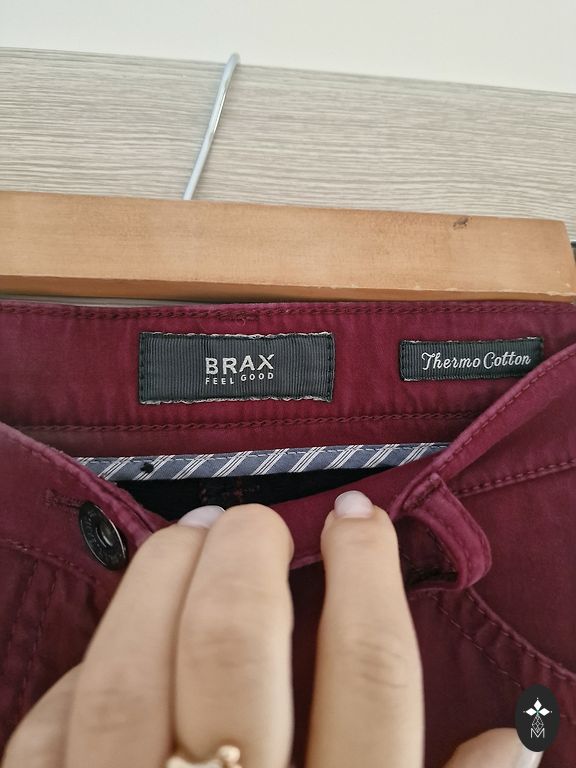 BRAX
FEEL GOOD
Thermo Cotton
M